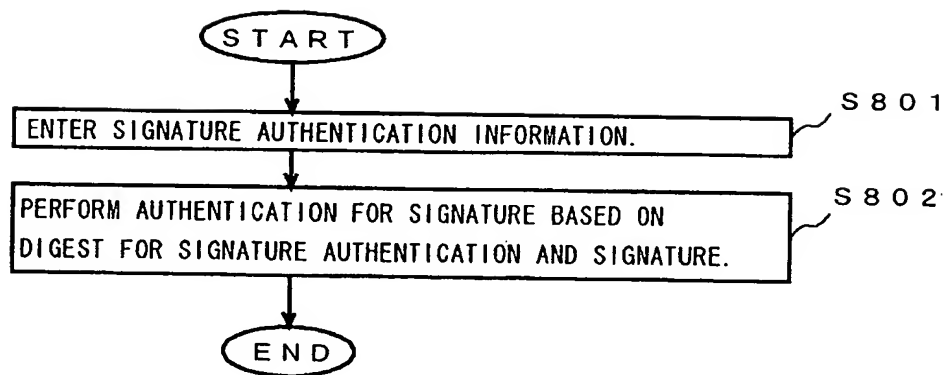 START
S801
ENTER SIGNATURE AUTHENTICATION INFORMATION.
S802
PERFORM AUTHENTICATION FOR SIGNATURE BASED ON
DIGEST FOR SIGNATURE AUTHENTICATION AND SIGNATURE.
END